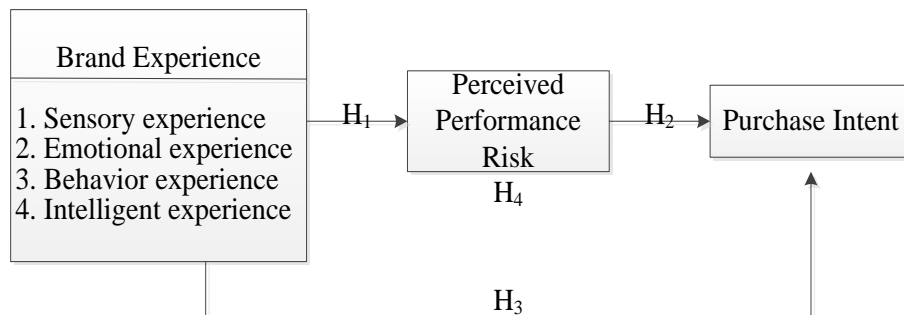 Brand Experience
1. Sensory experience
2. Emotional experience
3. Behavior experience
4. Intelligent experience
H₁
Perceived
Performance
Risk
H₂
Purchase Intent
H₄
H₃